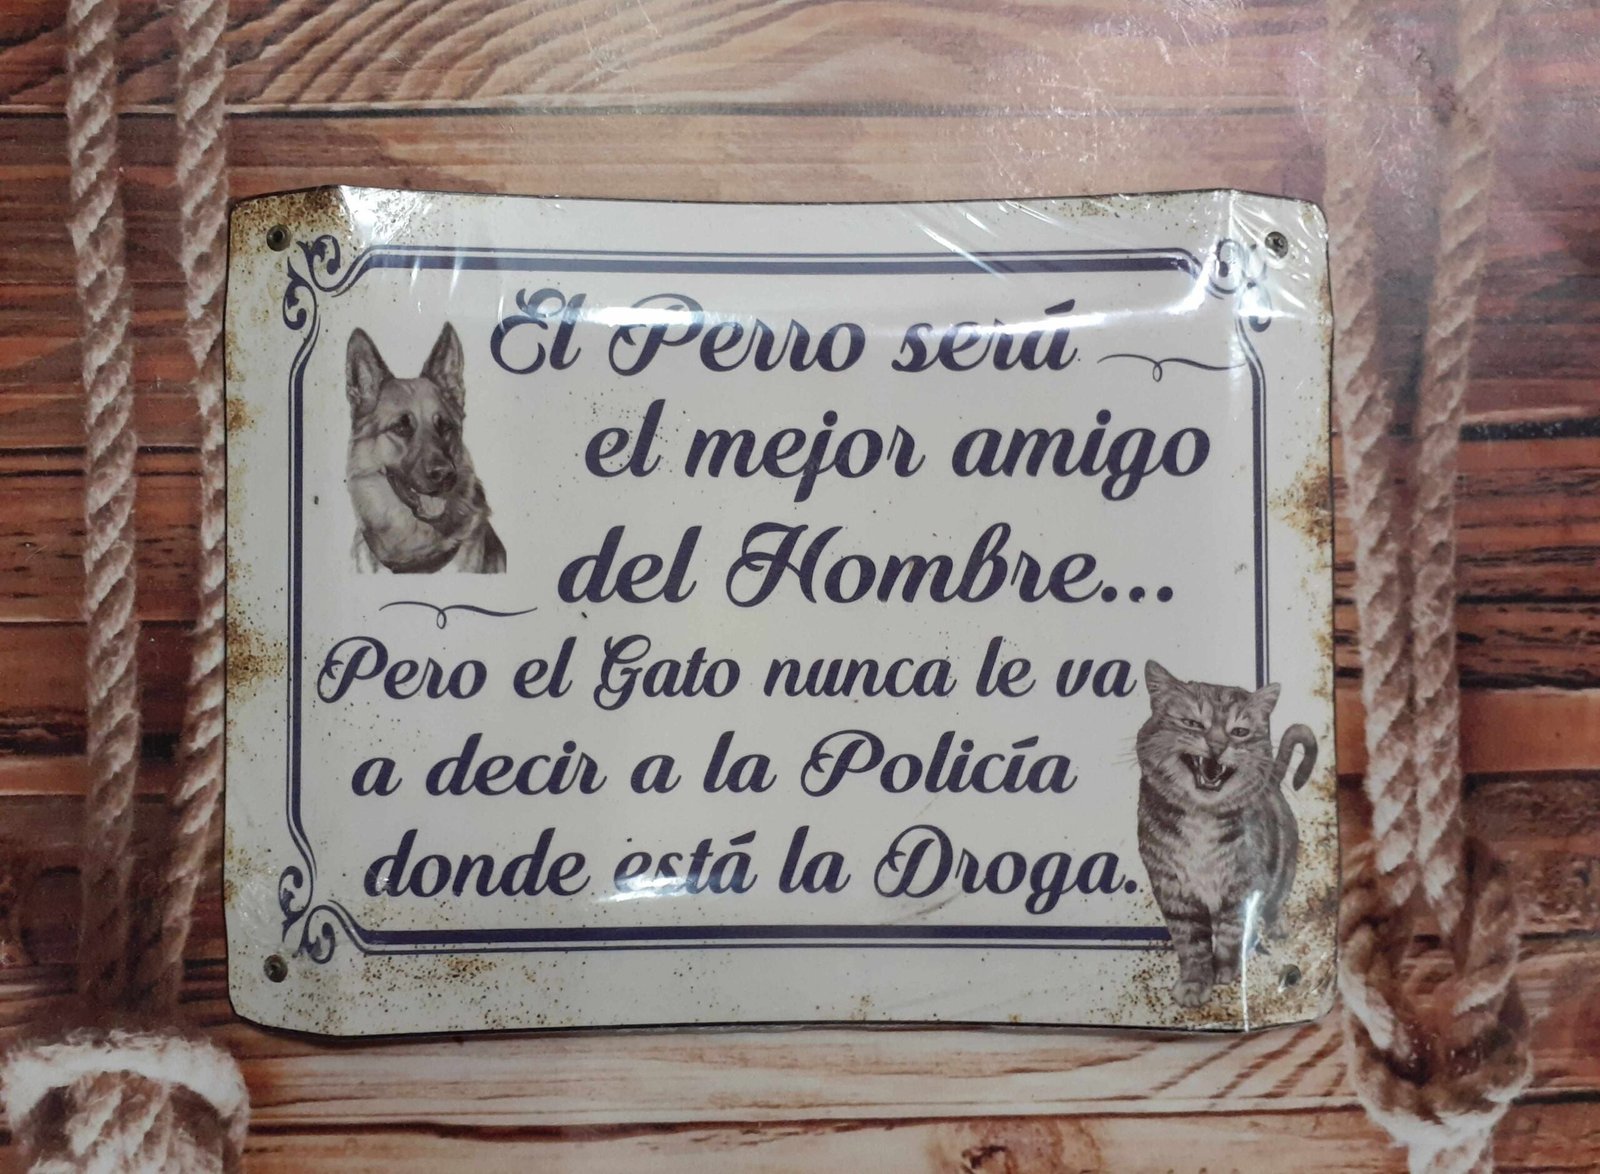 El Perro será
el mejor amigo
del Hombre...
Pero el Gato nunca le va
a decir a la Policía
donde está la Droga.